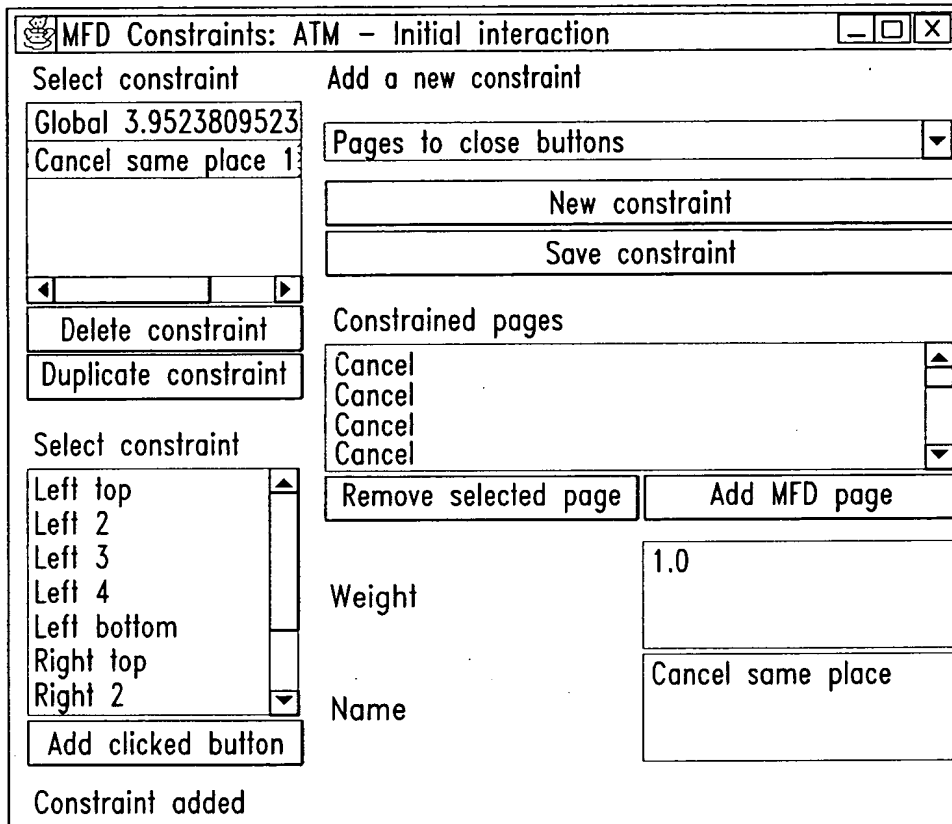 MFD Constraints: ATM – Initial interaction
Select constraint
Global 3.9523809523
Cancel same place 1
Delete constraint
Duplicate constraint
Select constraint
Left top
Left 2
Left 3
Left 4
Left bottom
Right top
Right 2
Add clicked button
Constraint added
Add a new constraint
Pages to close buttons
New constraint
Save constraint
Constrained pages
Cancel
Cancel
Cancel
Cancel
Remove selected page
Add MFD page
Weight
1.0
Name
Cancel same place